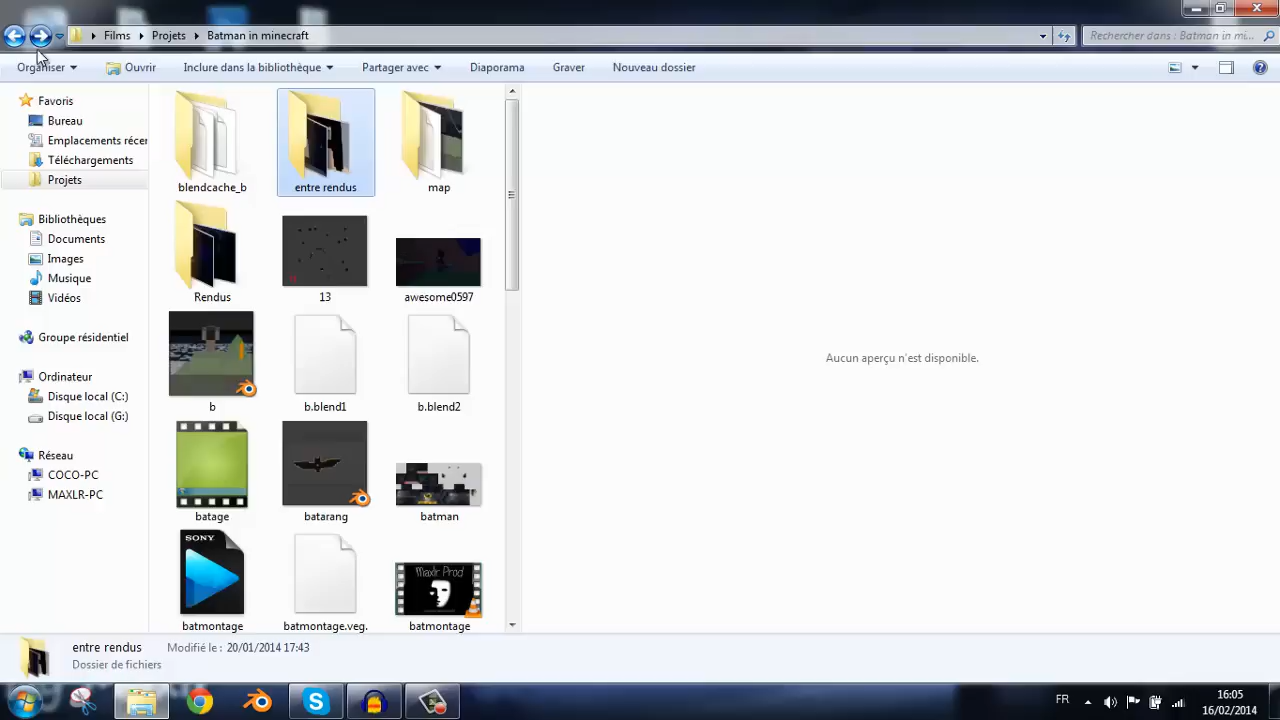 Films Projets Batman in minecraft
Rechercher dans : Batman in mi...
Organiser Ouvrir Inclure dans la bibliothèque Partager avec Diaporama Graver Nouveau dossier
Favoris
Bureau
Emplacements récer
Téléchargements
Projets
Bibliothèques
Documents
Images
Musique
Vidéos
Groupe résidentiel
Ordinateur
Disque local (C:)
Disque local (G:)
Réseau
COCO-PC
MAXLR-PC
blendcache_b entre rendus map
Rendus 13 awesome0597
b b.blend1 b.blend2
batage batarang batman
SONY
Maxlr Prod
batmontage batmontage.veg. batmontage
Aucun aperçu n'est disponible.
entre rendus Modifié le : 20/01/2014 17:43
Dossier de fichiers
FR
16:05
16/02/2014